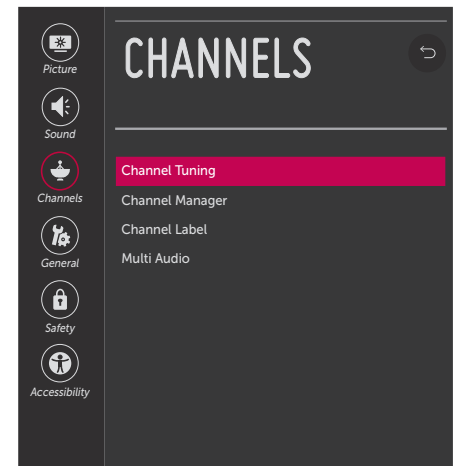 Picture
Sound
Channels
General
Safety
Accessibility
CHANNELS
Channel Tuning
Channel Manager
Channel Label
Multi Audio